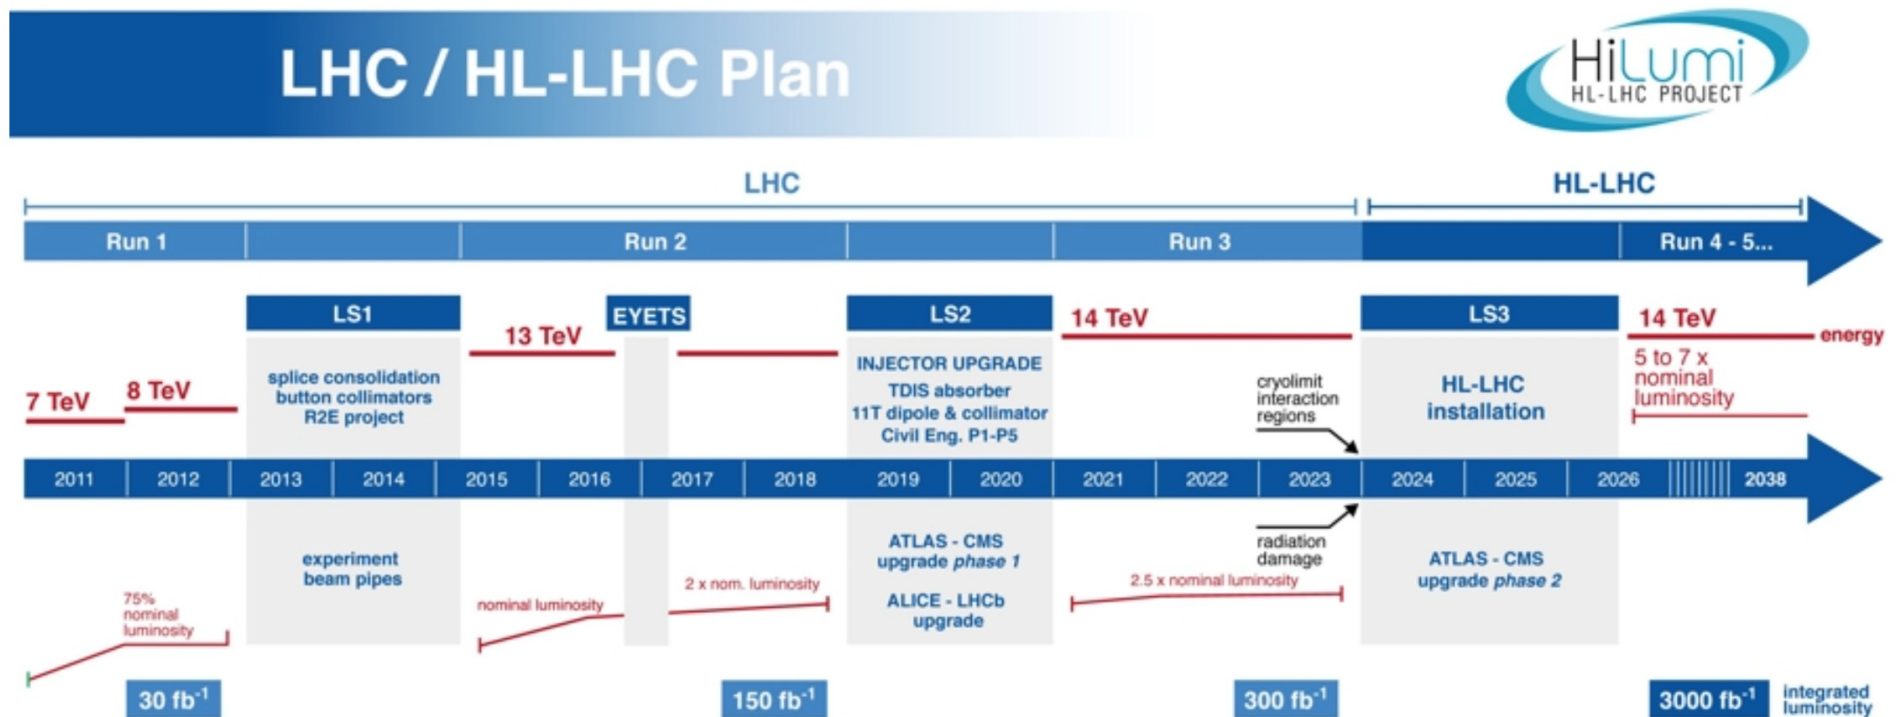 LHC / HL-LHC Plan
HiLumi
HL-LHC PROJECT
LHC
HL-LHC
Run 1
Run 2
Run 3
Run 4 - 5...
LS1
EYETS
LS2
LS3
7 TeV
8 TeV
13 TeV
14 TeV
14 TeV
energy
splice consolidation
button collimators
R2E project
INJECTOR UPGRADE
TDIS absorber
11T dipole & collimator
Civil Eng. P1-P5
cryolimit
interaction
regions
HL-LHC
installation
5 to 7 x
nominal
luminosity
2011
2012
2013
2014
2015
2016
2017
2018
2019
2020
2021
2022
2023
2024
2025
2026
2038
75%
nominal
luminosity
experiment
beam pipes
nominal luminosity
2 x nom. luminosity
ATLAS - CMS
upgrade phase 1
ALICE - LHCb
upgrade
radiation
damage
2.5 x nominal luminosity
ATLAS - CMS
upgrade phase 2
30 fb⁻¹
150 fb⁻¹
300 fb⁻¹
3000 fb⁻¹
integrated
luminosity